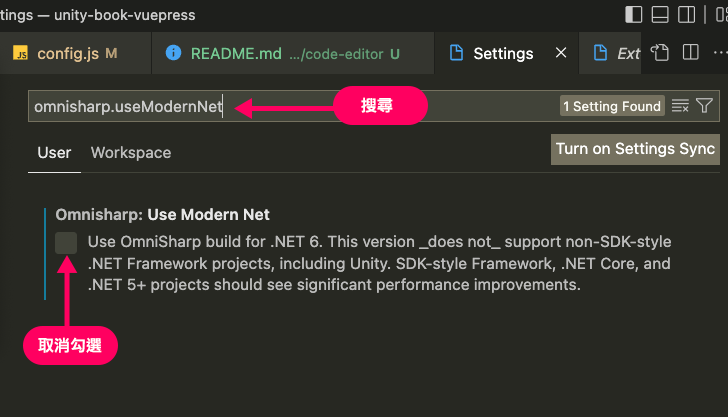 tings — unity-book-vuepress
config.js M
README.md .../code-editor U
Settings
Ext
omnisharp.useModernNet
搜尋
1 Setting Found
User
Workspace
Turn on Settings Sync
Omnisharp: Use Modern Net
Use OmniSharp build for .NET 6. This version _does not_ support non-SDK-style
.NET Framework projects, including Unity. SDK-style Framework, .NET Core, and
.NET 5+ projects should see significant performance improvements.
取消勾選